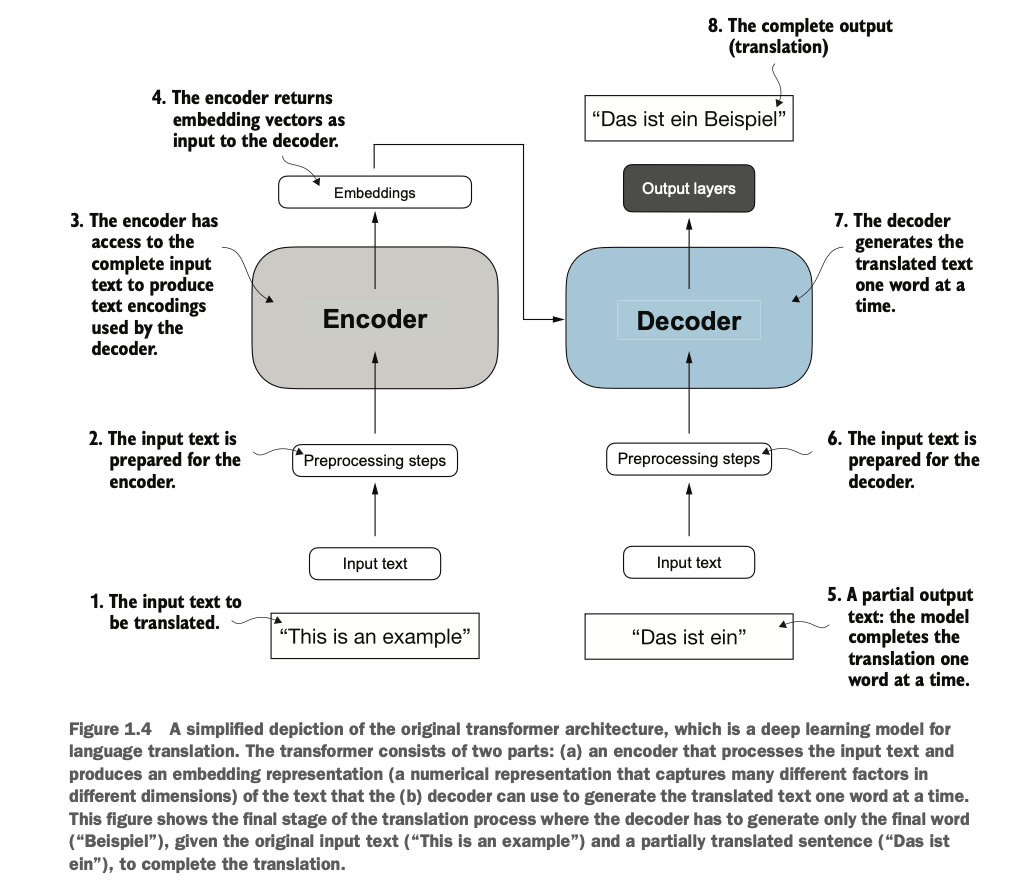 8. The complete output
(translation)
4. The encoder returns
embedding vectors as
input to the decoder.
“Das ist ein Beispiel”
Embeddings
Output layers
3. The encoder has
access to the
complete input
text to produce
text encodings
used by the
decoder.
7. The decoder
generates the
translated text
one word at a
time.
Encoder
Decoder
2. The input text is
prepared for the
encoder.
Preprocessing steps
Preprocessing steps
6. The input text is
prepared for the
decoder.
Input text
Input text
1. The input text to
be translated.
“This is an example”
“Das ist ein”
5. A partial output
text: the model
completes the
translation one
word at a time.
Figure 1.4 A simplified depiction of the original transformer architecture, which is a deep learning model for
language translation. The transformer consists of two parts: (a) an encoder that processes the input text and
produces an embedding representation (a numerical representation that captures many different factors in
different dimensions) of the text that the (b) decoder can use to generate the translated text one word at a time.
This figure shows the final stage of the translation process where the decoder has to generate only the final word
(“Beispiel”), given the original input text (“This is an example”) and a partially translated sentence (“Das ist
ein”), to complete the translation.